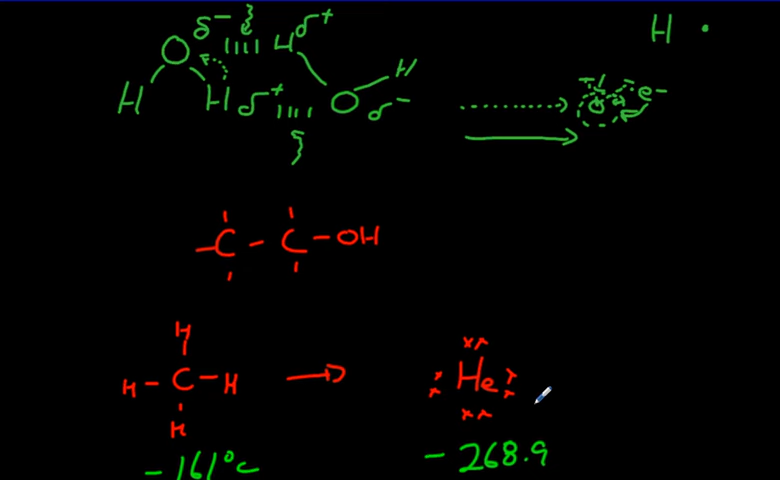 δ- δ+ H ·
O H H
H H δ+ O δ- e-
C - C - OH
H
H - C - H → He
H
-161°C -268.9